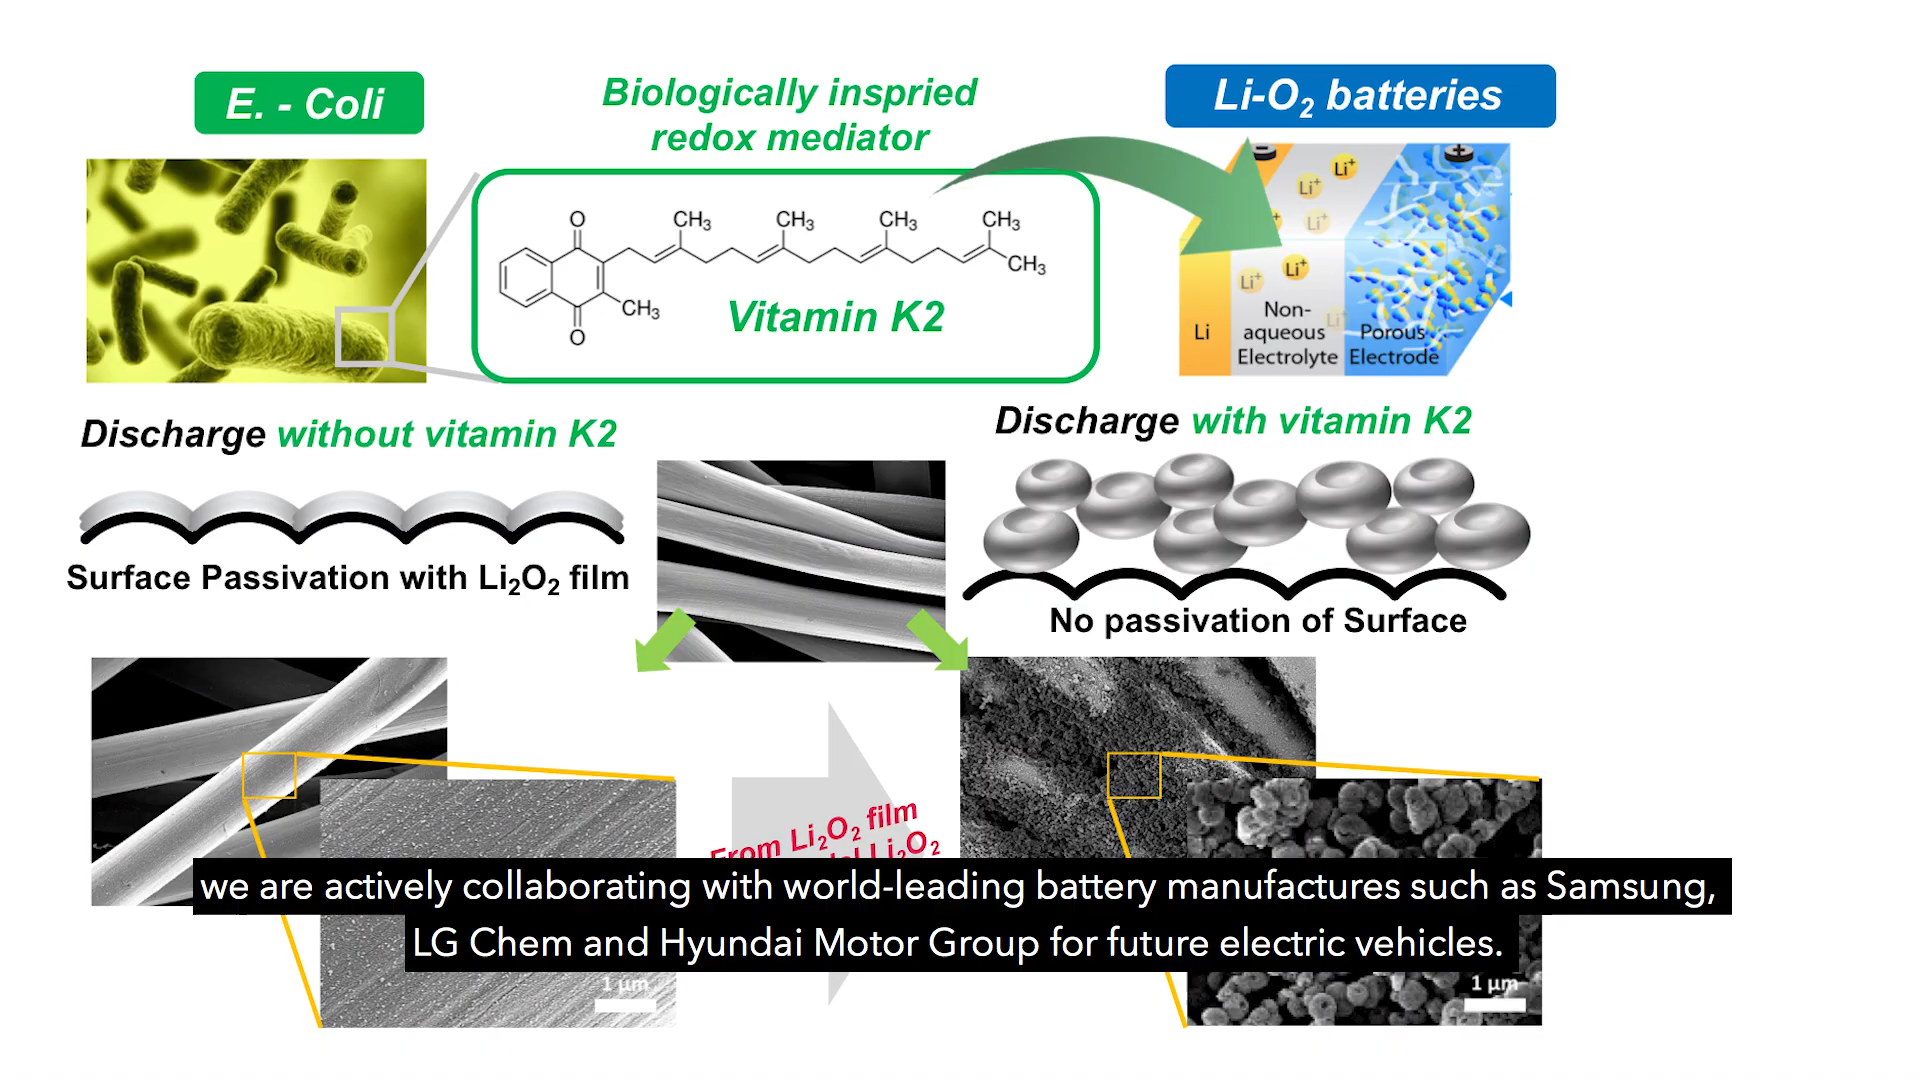 E. - Coli
Biologically inspried
redox mediator
Li-O2 batteries
O
CH3
CH3
CH3
CH3
CH3
CH3
O
Vitamin K2
Li+
Li+
Li+
Li+
Li+
Li+
Li
Non-
aqueous
Electrolyte
Porous
Electrode
Discharge without vitamin K2
Discharge with vitamin K2
Surface Passivation with Li2O2 film
No passivation of Surface
From Li2O2 film
Li2O2
we are actively collaborating with world-leading battery manufactures such as Samsung,
LG Chem and Hyundai Motor Group for future electric vehicles.
1 µm
1 µm